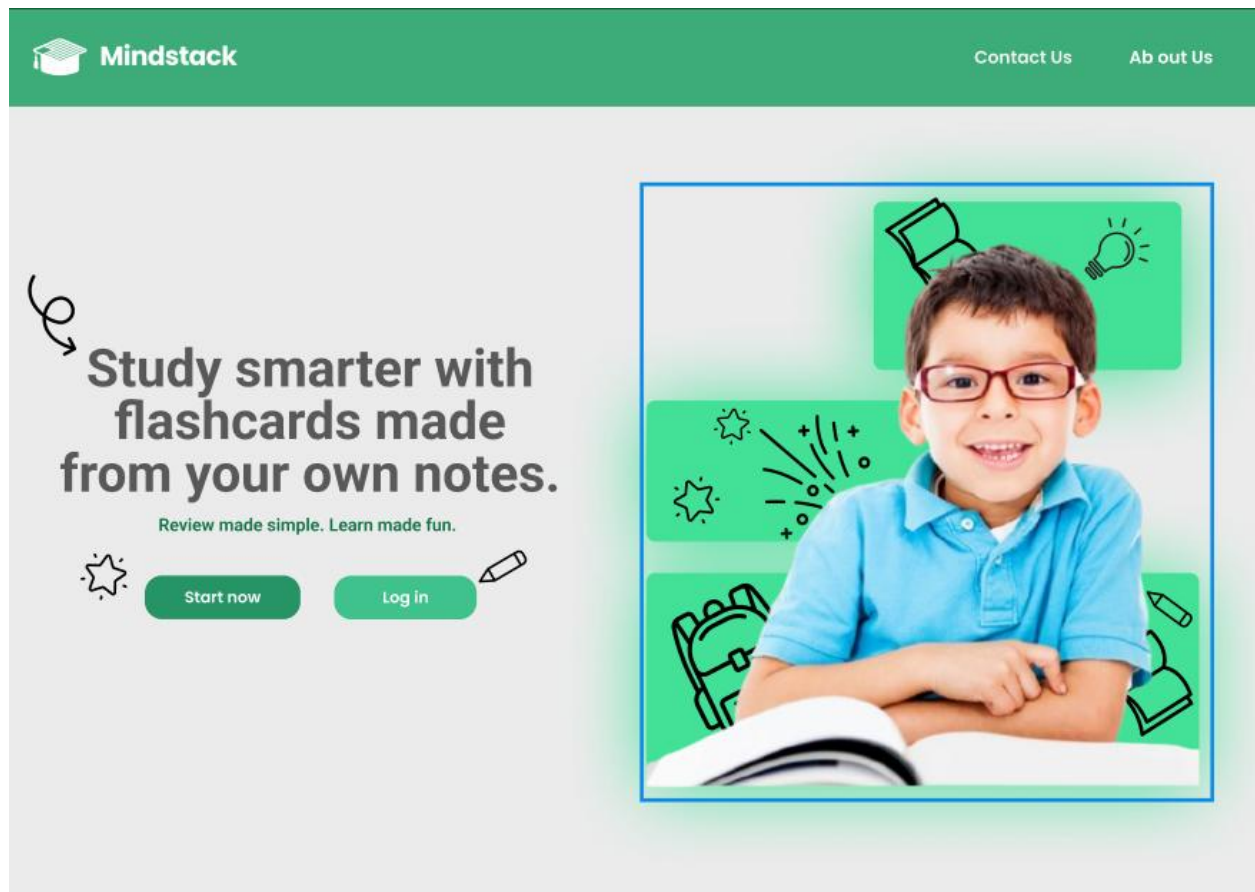 Mindstack
Contact Us
Ab out Us
Study smarter with
flashcards made
from your own notes.
Review made simple. Learn made fun.
Start now
Log in